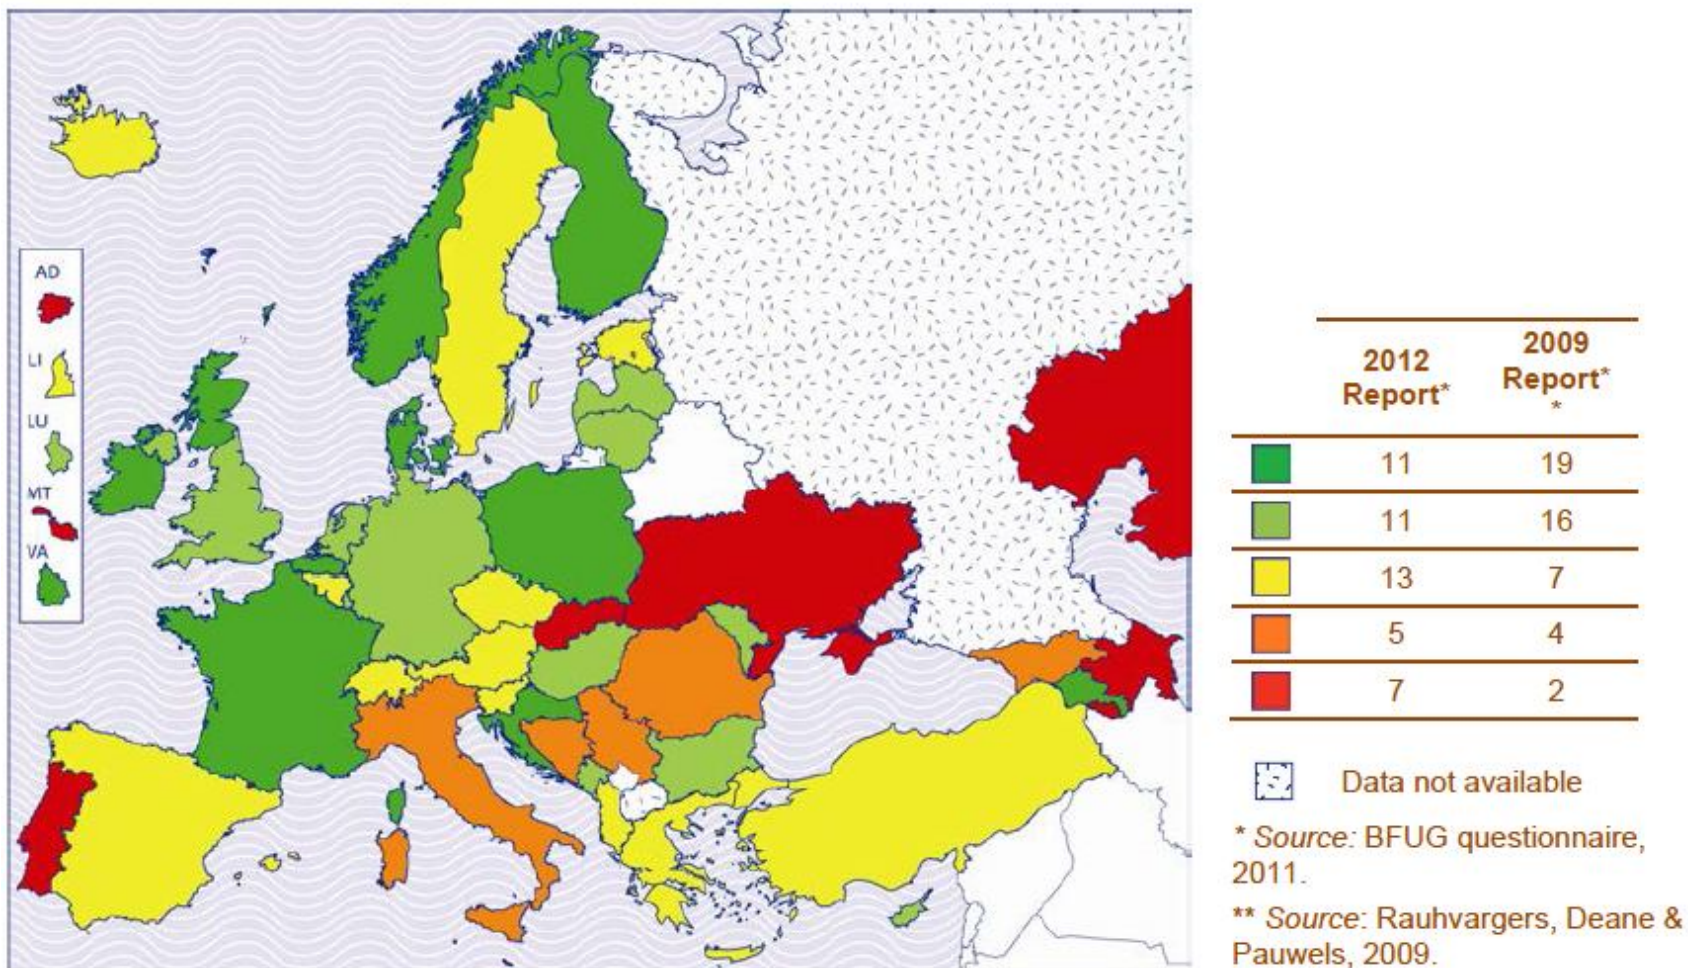 AD
LI
LU
MT
VA
2012 Report*
2009 Report*
*
11 19
11 16
13 7
5 4
7 2
Data not available
* Source: BFUG questionnaire,
2011.
** Source: Rauhvargers, Deane &
Pauwels, 2009.